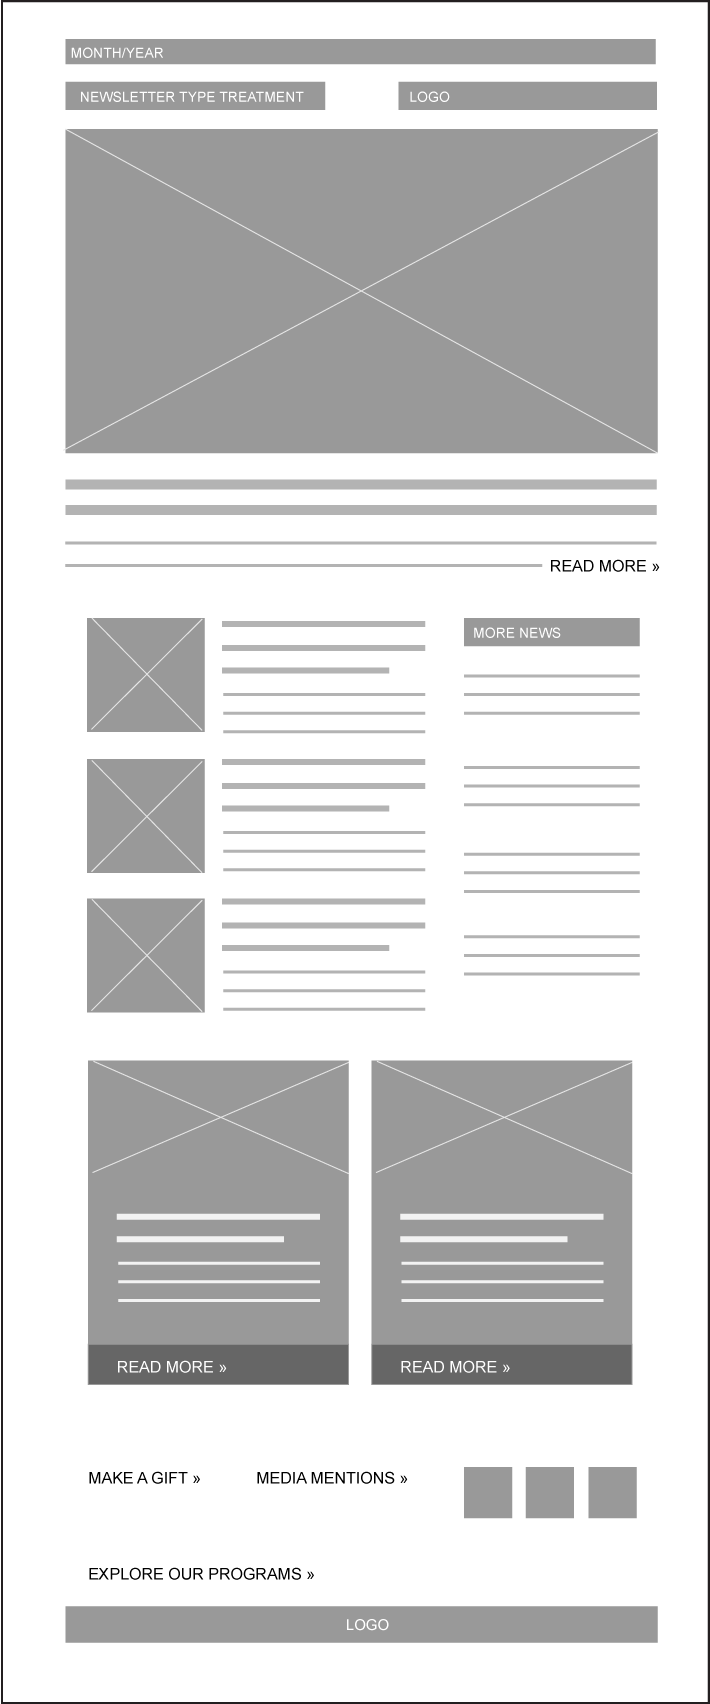 MONTH/YEAR
NEWSLETTER TYPE TREATMENT
LOGO
READ MORE »
MORE NEWS
READ MORE »
READ MORE »
MAKE A GIFT »
MEDIA MENTIONS »
EXPLORE OUR PROGRAMS »
LOGO